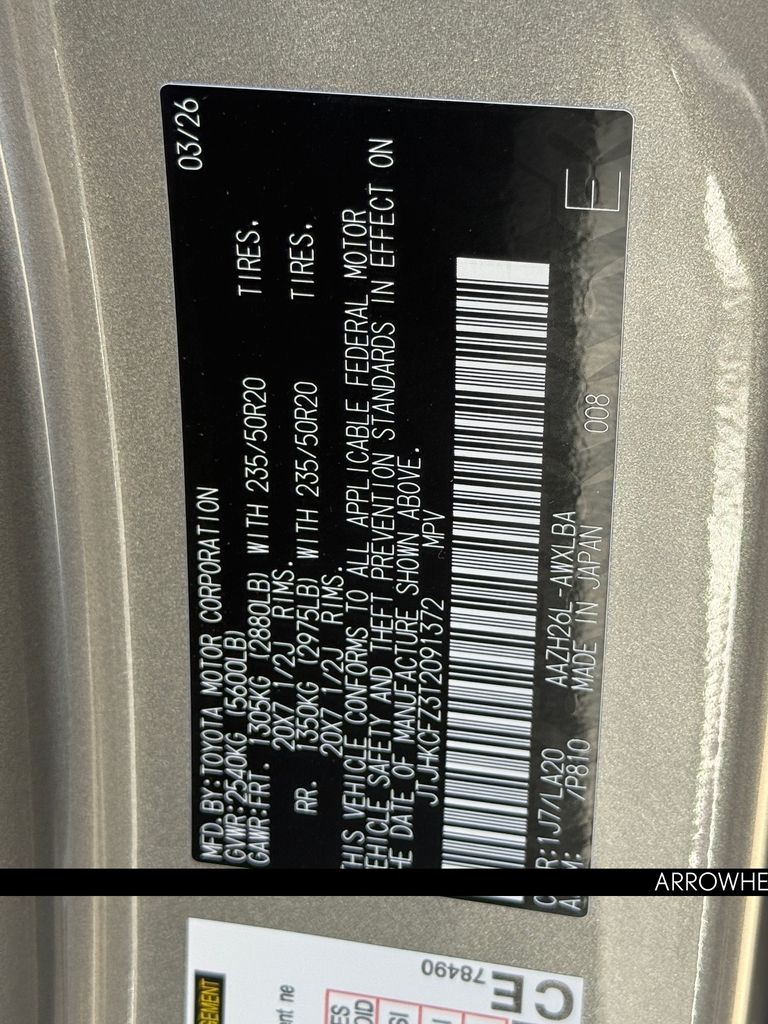 MFD. BY:TOYOTA MOTOR CORPORATION 03/26
GVWR:2540KG (5600LB)
GAWR:FRT. 1305KG (2880LB) WITH 235/50R20 TIRES,
20X7 1/2J RIMS.
RR. 1350KG (2975LB) WITH 235/50R20 TIRES,
20X7 1/2J RIMS.
THIS VEHICLE CONFORMS TO ALL APPLICABLE FEDERAL MOTOR
VEHICLE SAFETY AND THEFT PREVENTION STANDARDS IN EFFECT ON
THE DATE OF MANUFACTURE SHOWN ABOVE.
JTJHKCFZ3T2091372 MPV
E
C R:1J7/LA20 AAZH26L-AWXLBA 008
A M: /P810 MADE IN JAPAN
ARROWHE
CE
78490